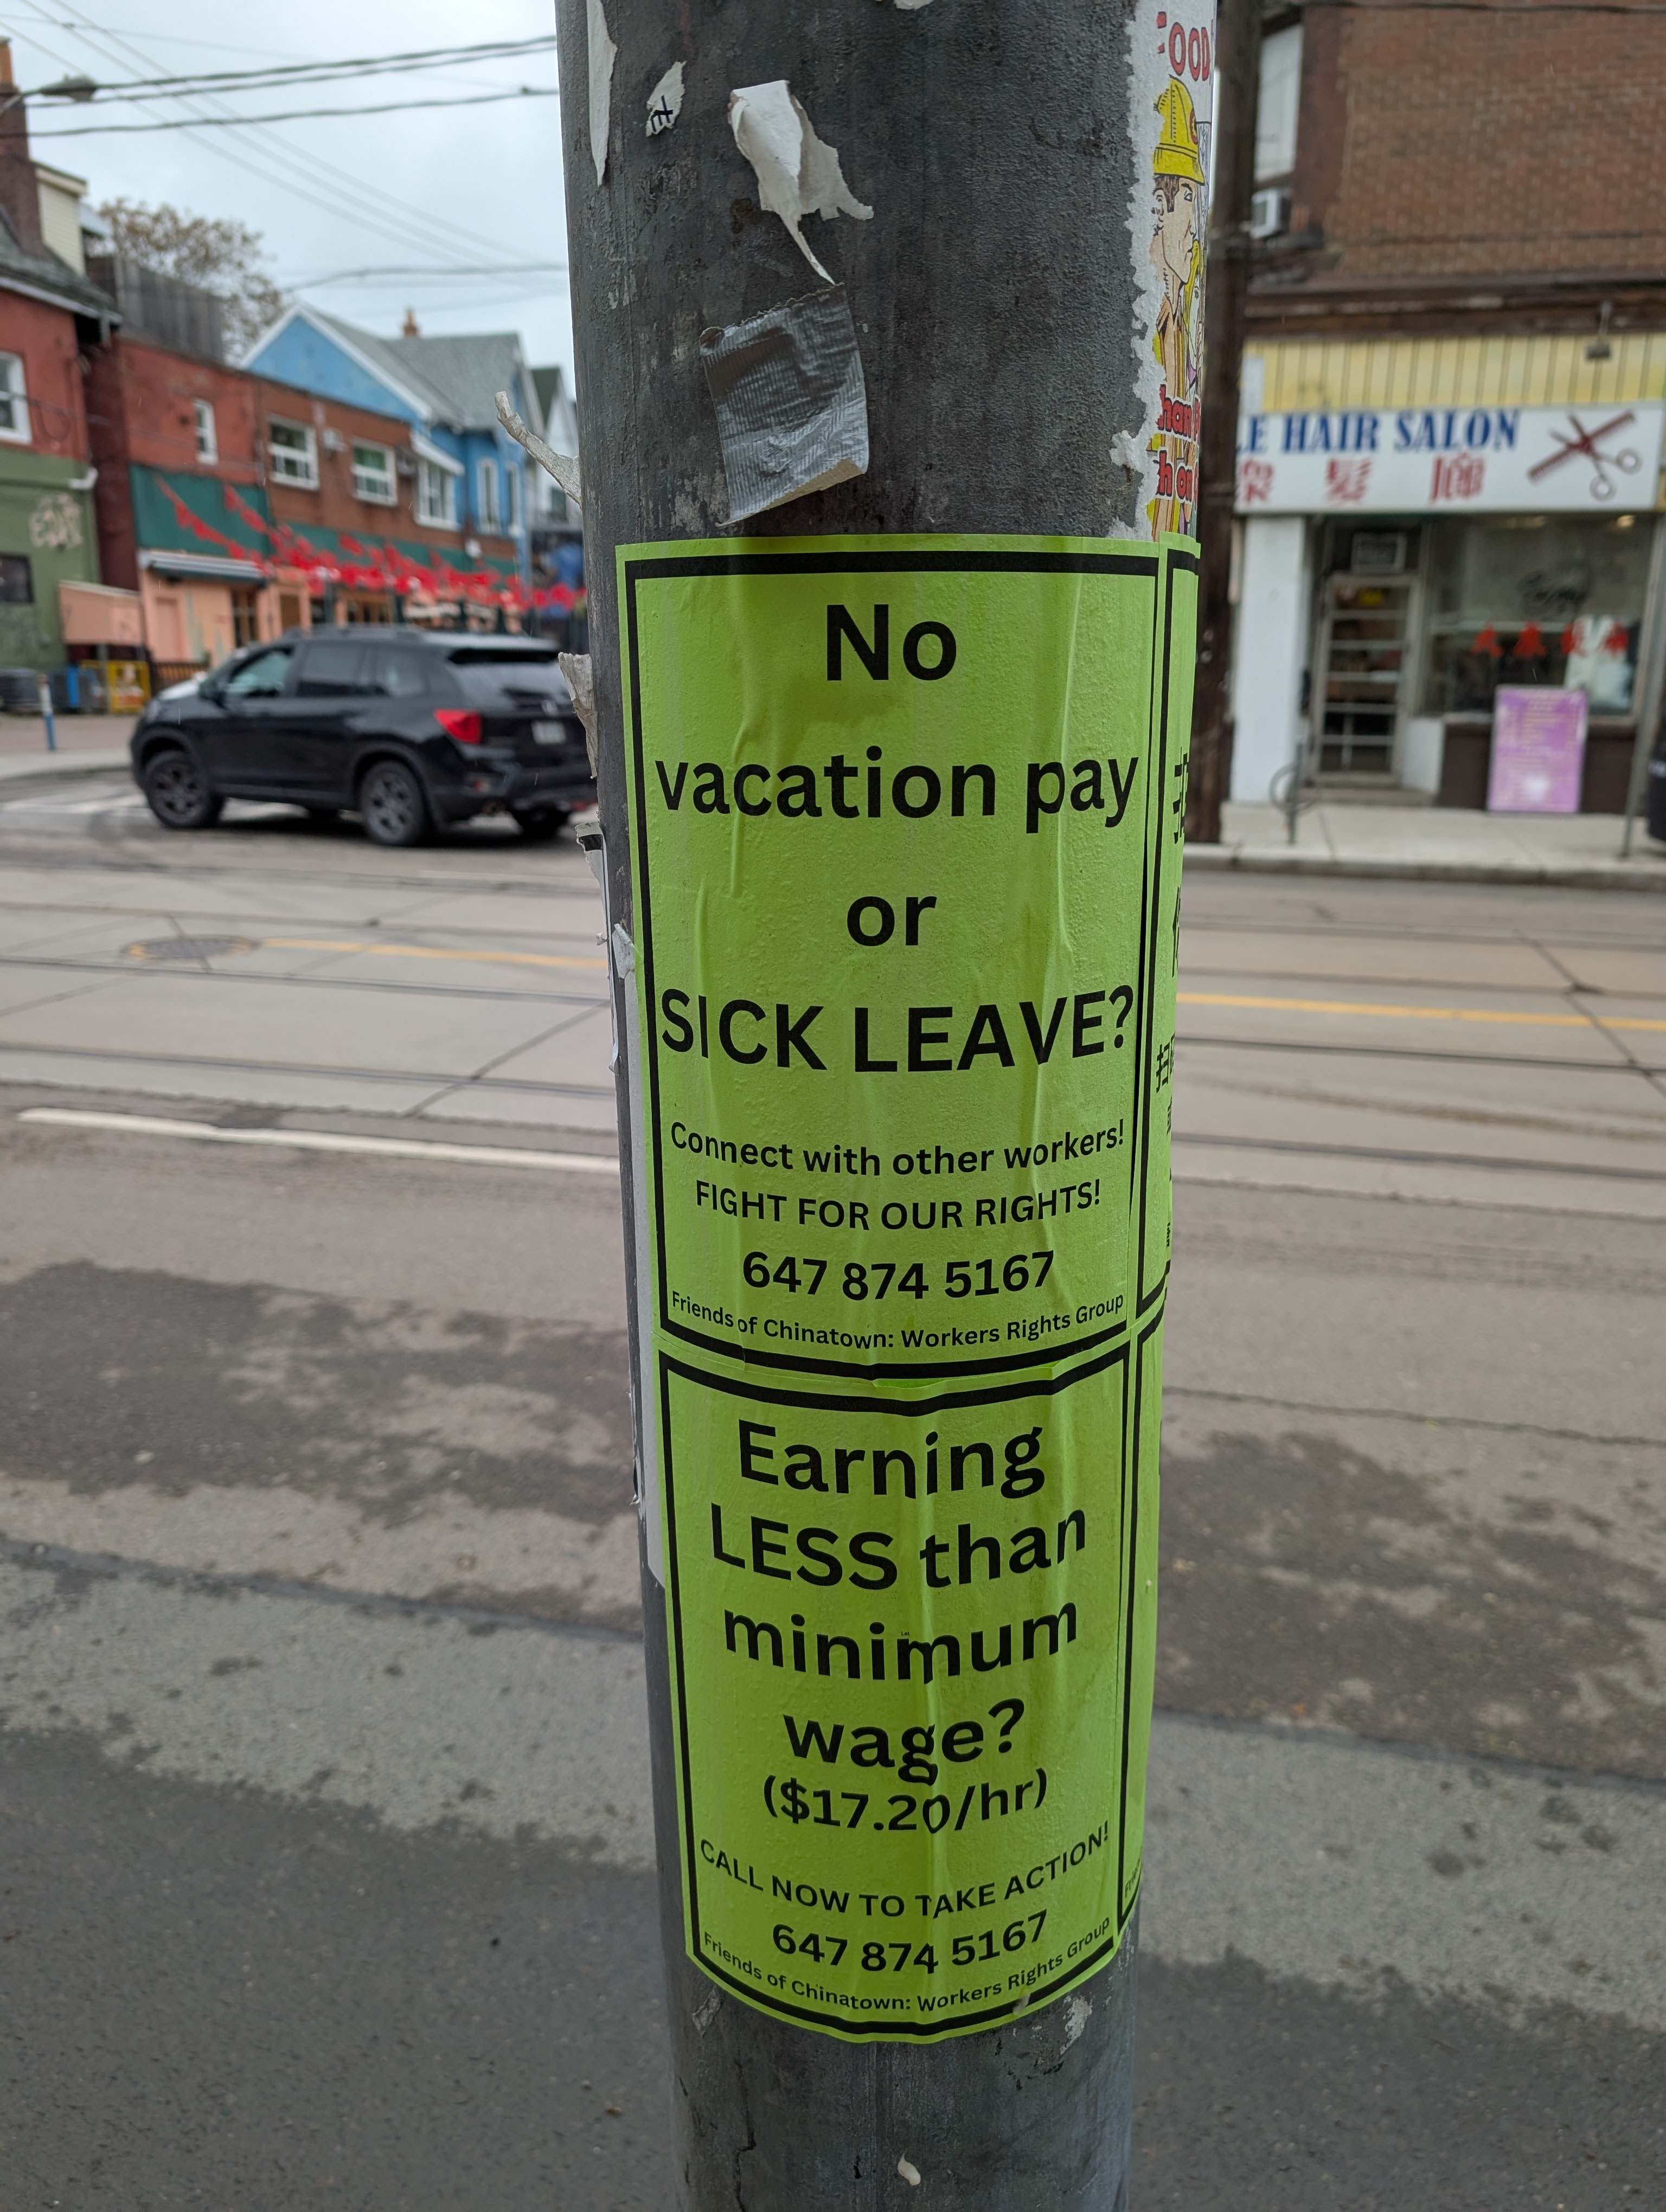 No
vacation pay
or
SICK LEAVE?
Connect with other workers!
FIGHT FOR OUR RIGHTS!
647 874 5167
Friends of Chinatown: Workers Rights Group
Earning
LESS than
minimum
wage?
($17.20/hr)
CALL NOW TO TAKE ACTION!
647 874 5167
Friends of Chinatown: Workers Rights Group
HAIR SALON
髮 廊